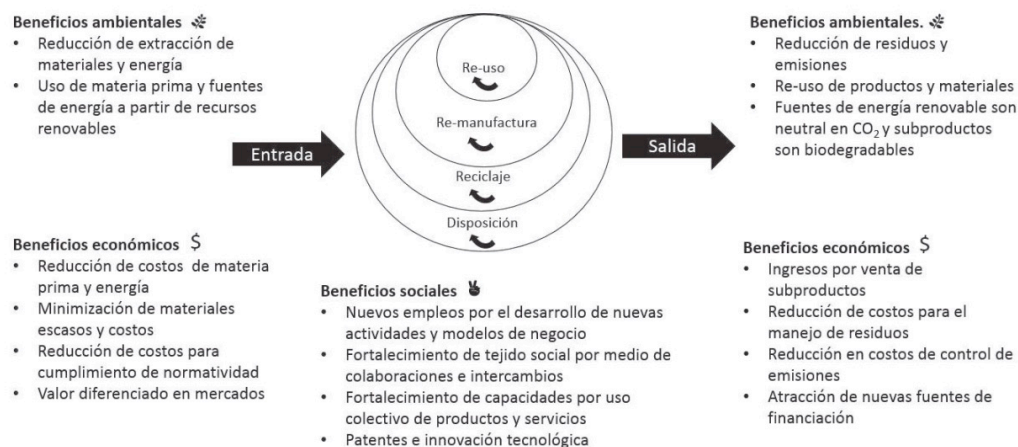 Beneficios ambientales
• Reducción de extracción de
materiales y energía
• Uso de materia prima y fuentes
de energía a partir de recursos
renovables
Entrada
Beneficios económicos $
• Reducción de costos de materia
prima y energía
• Minimización de materiales
escasos y costos
• Reducción de costos para
cumplimiento de normatividad
• Valor diferenciado en mercados
Re-uso
Re-manufactura
Reciclaje
Disposición
Beneficios sociales
• Nuevos empleos por el desarrollo de nuevas
actividades y modelos de negocio
• Fortalecimiento de tejido social por medio de
colaboraciones e intercambios
• Fortalecimiento de capacidades por uso
colectivo de productos y servicios
• Patentes e innovación tecnológica
Salida
Beneficios ambientales.
• Reducción de residuos y
emisiones
• Re-uso de productos y materiales
• Fuentes de energía renovable son
neutral en CO₂ y subproductos
son biodegradables
Beneficios económicos $
• Ingresos por venta de
subproductos
• Reducción de costos para el
manejo de residuos
• Reducción en costos de control de
emisiones
• Atracción de nuevas fuentes de
financiación